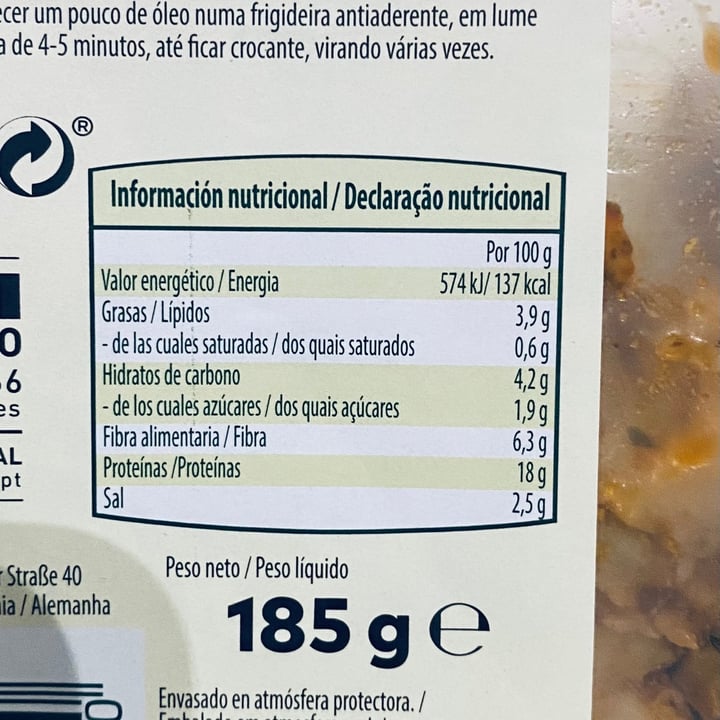 um pouco de óleo numa frigideira antiaderente, em lume
de 4-5 minutos, até ficar crocante, virando várias vezes.
®
Información nutricional / Declaração nutricional
Por 100 g
Valor energético / Energia 574 kJ/ 137 kcal
Grasas / Lípidos 3,9 g
- de las cuales saturadas / dos quais saturados 0,6 g
Hidratos de carbono 4,2 g
- de los cuales azúcares / dos quais açúcares 1,9 g
Fibra alimentaria / Fibra 6,3 g
Proteínas /Proteínas 18 g
Sal 2,5 g
Straße 40
/ Alemanha
Peso neto / Peso líquido
185 g e
Envasado en atmósfera protectora. /